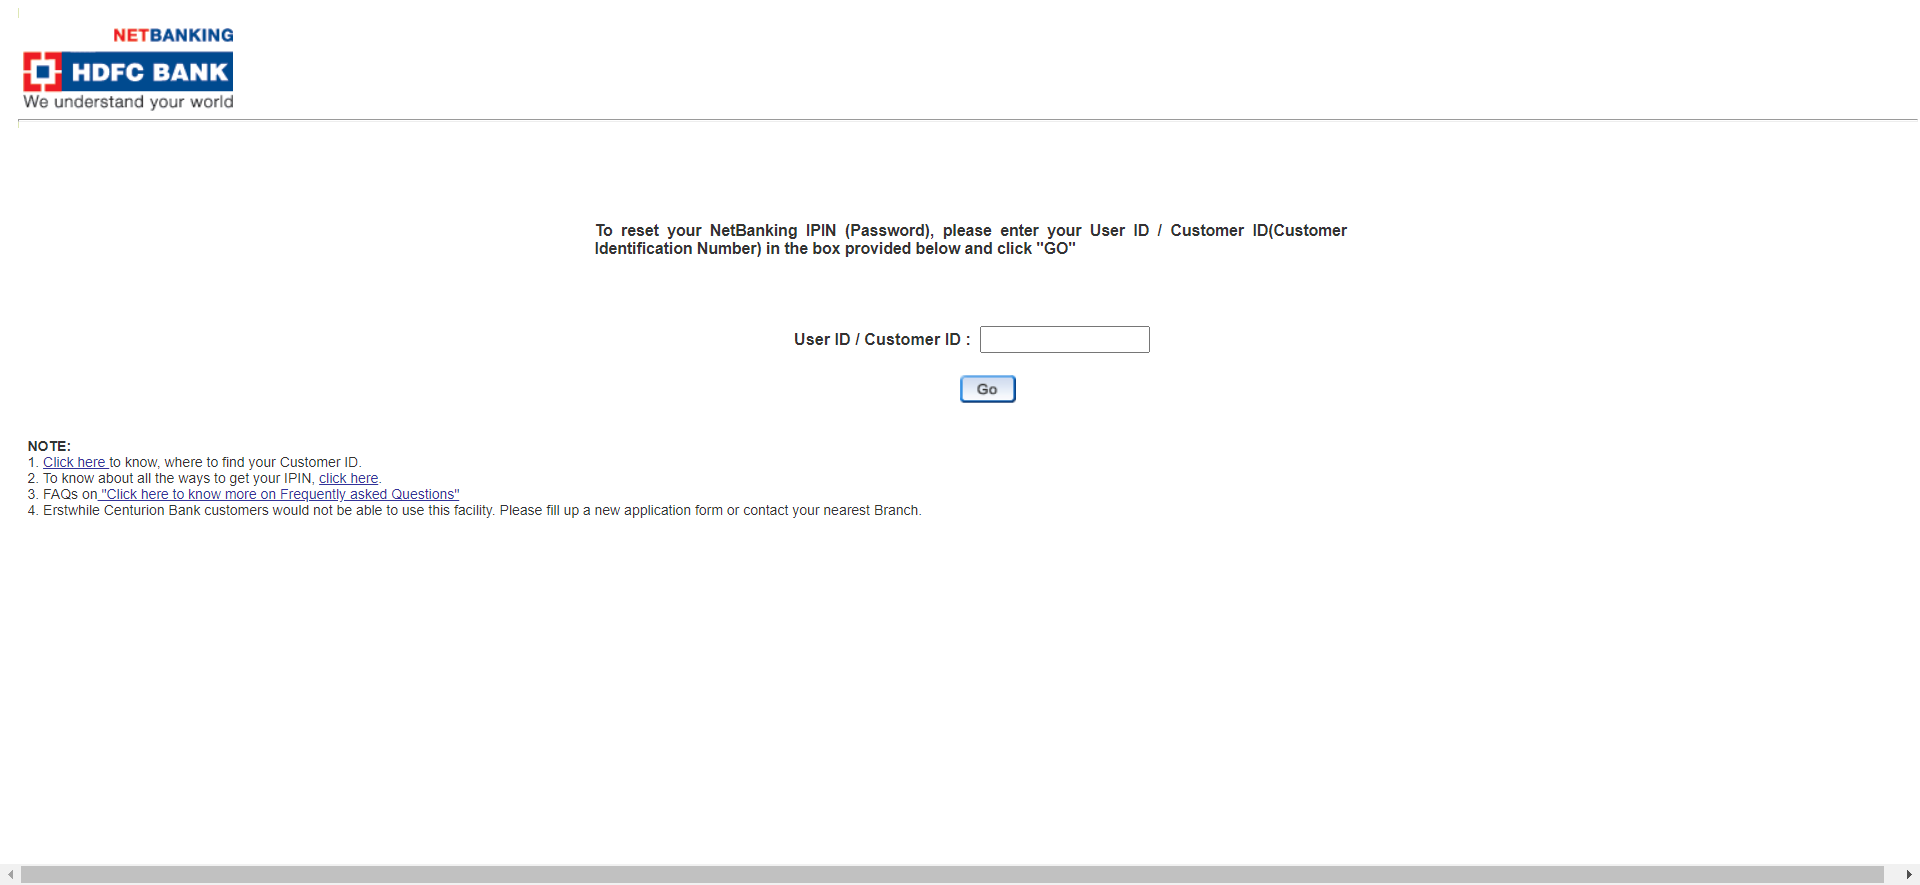 NETBANKING
HDFC BANK
We understand your world
To reset your NetBanking IPIN (Password), please enter your User ID / Customer ID(Customer
Identification Number) in the box provided below and click "GO"
User ID / Customer ID :
Go
NOTE:
1. Click here to know, where to find your Customer ID.
2. To know about all the ways to get your IPIN, click here.
3. FAQs on "Click here to know more on Frequently asked Questions"
4. Erstwhile Centurion Bank customers would not be able to use this facility. Please fill up a new application form or contact your nearest Branch.